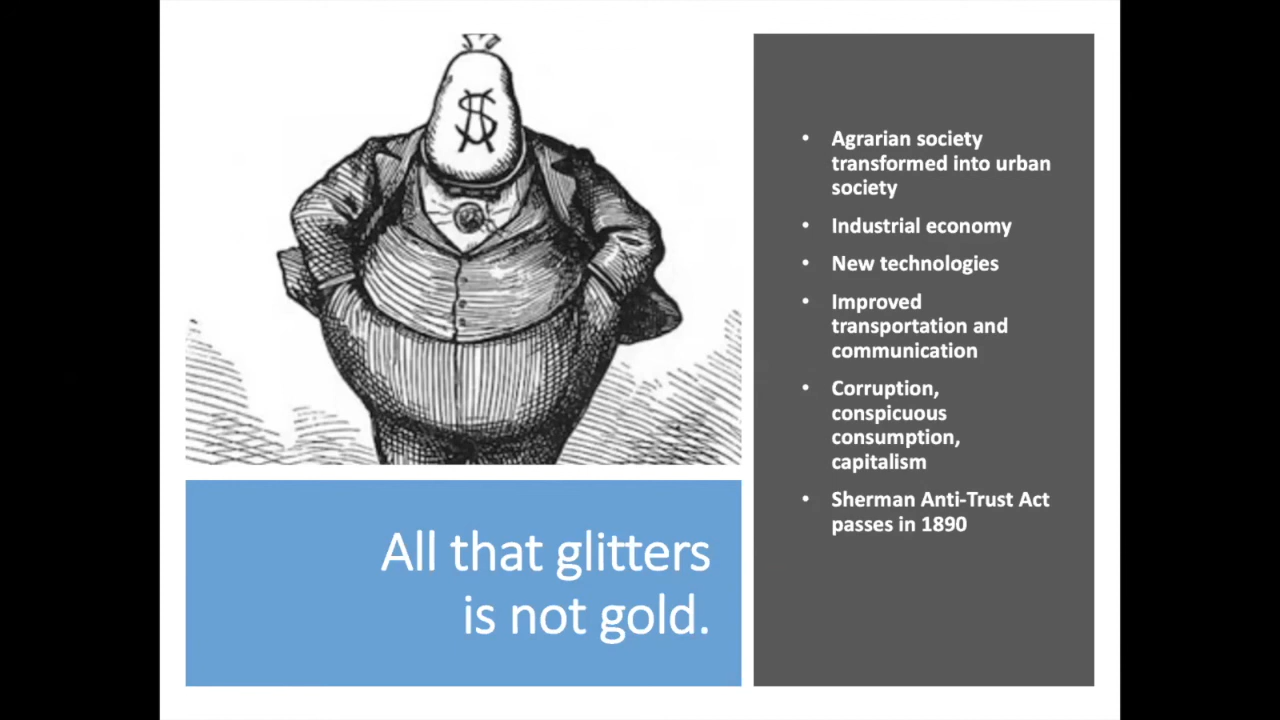 $
All that glitters
is not gold.
• Agrarian society
transformed into urban
society
• Industrial economy
• New technologies
• Improved
transportation and
communication
• Corruption,
conspicuous
consumption,
capitalism
• Sherman Anti-Trust Act
passes in 1890